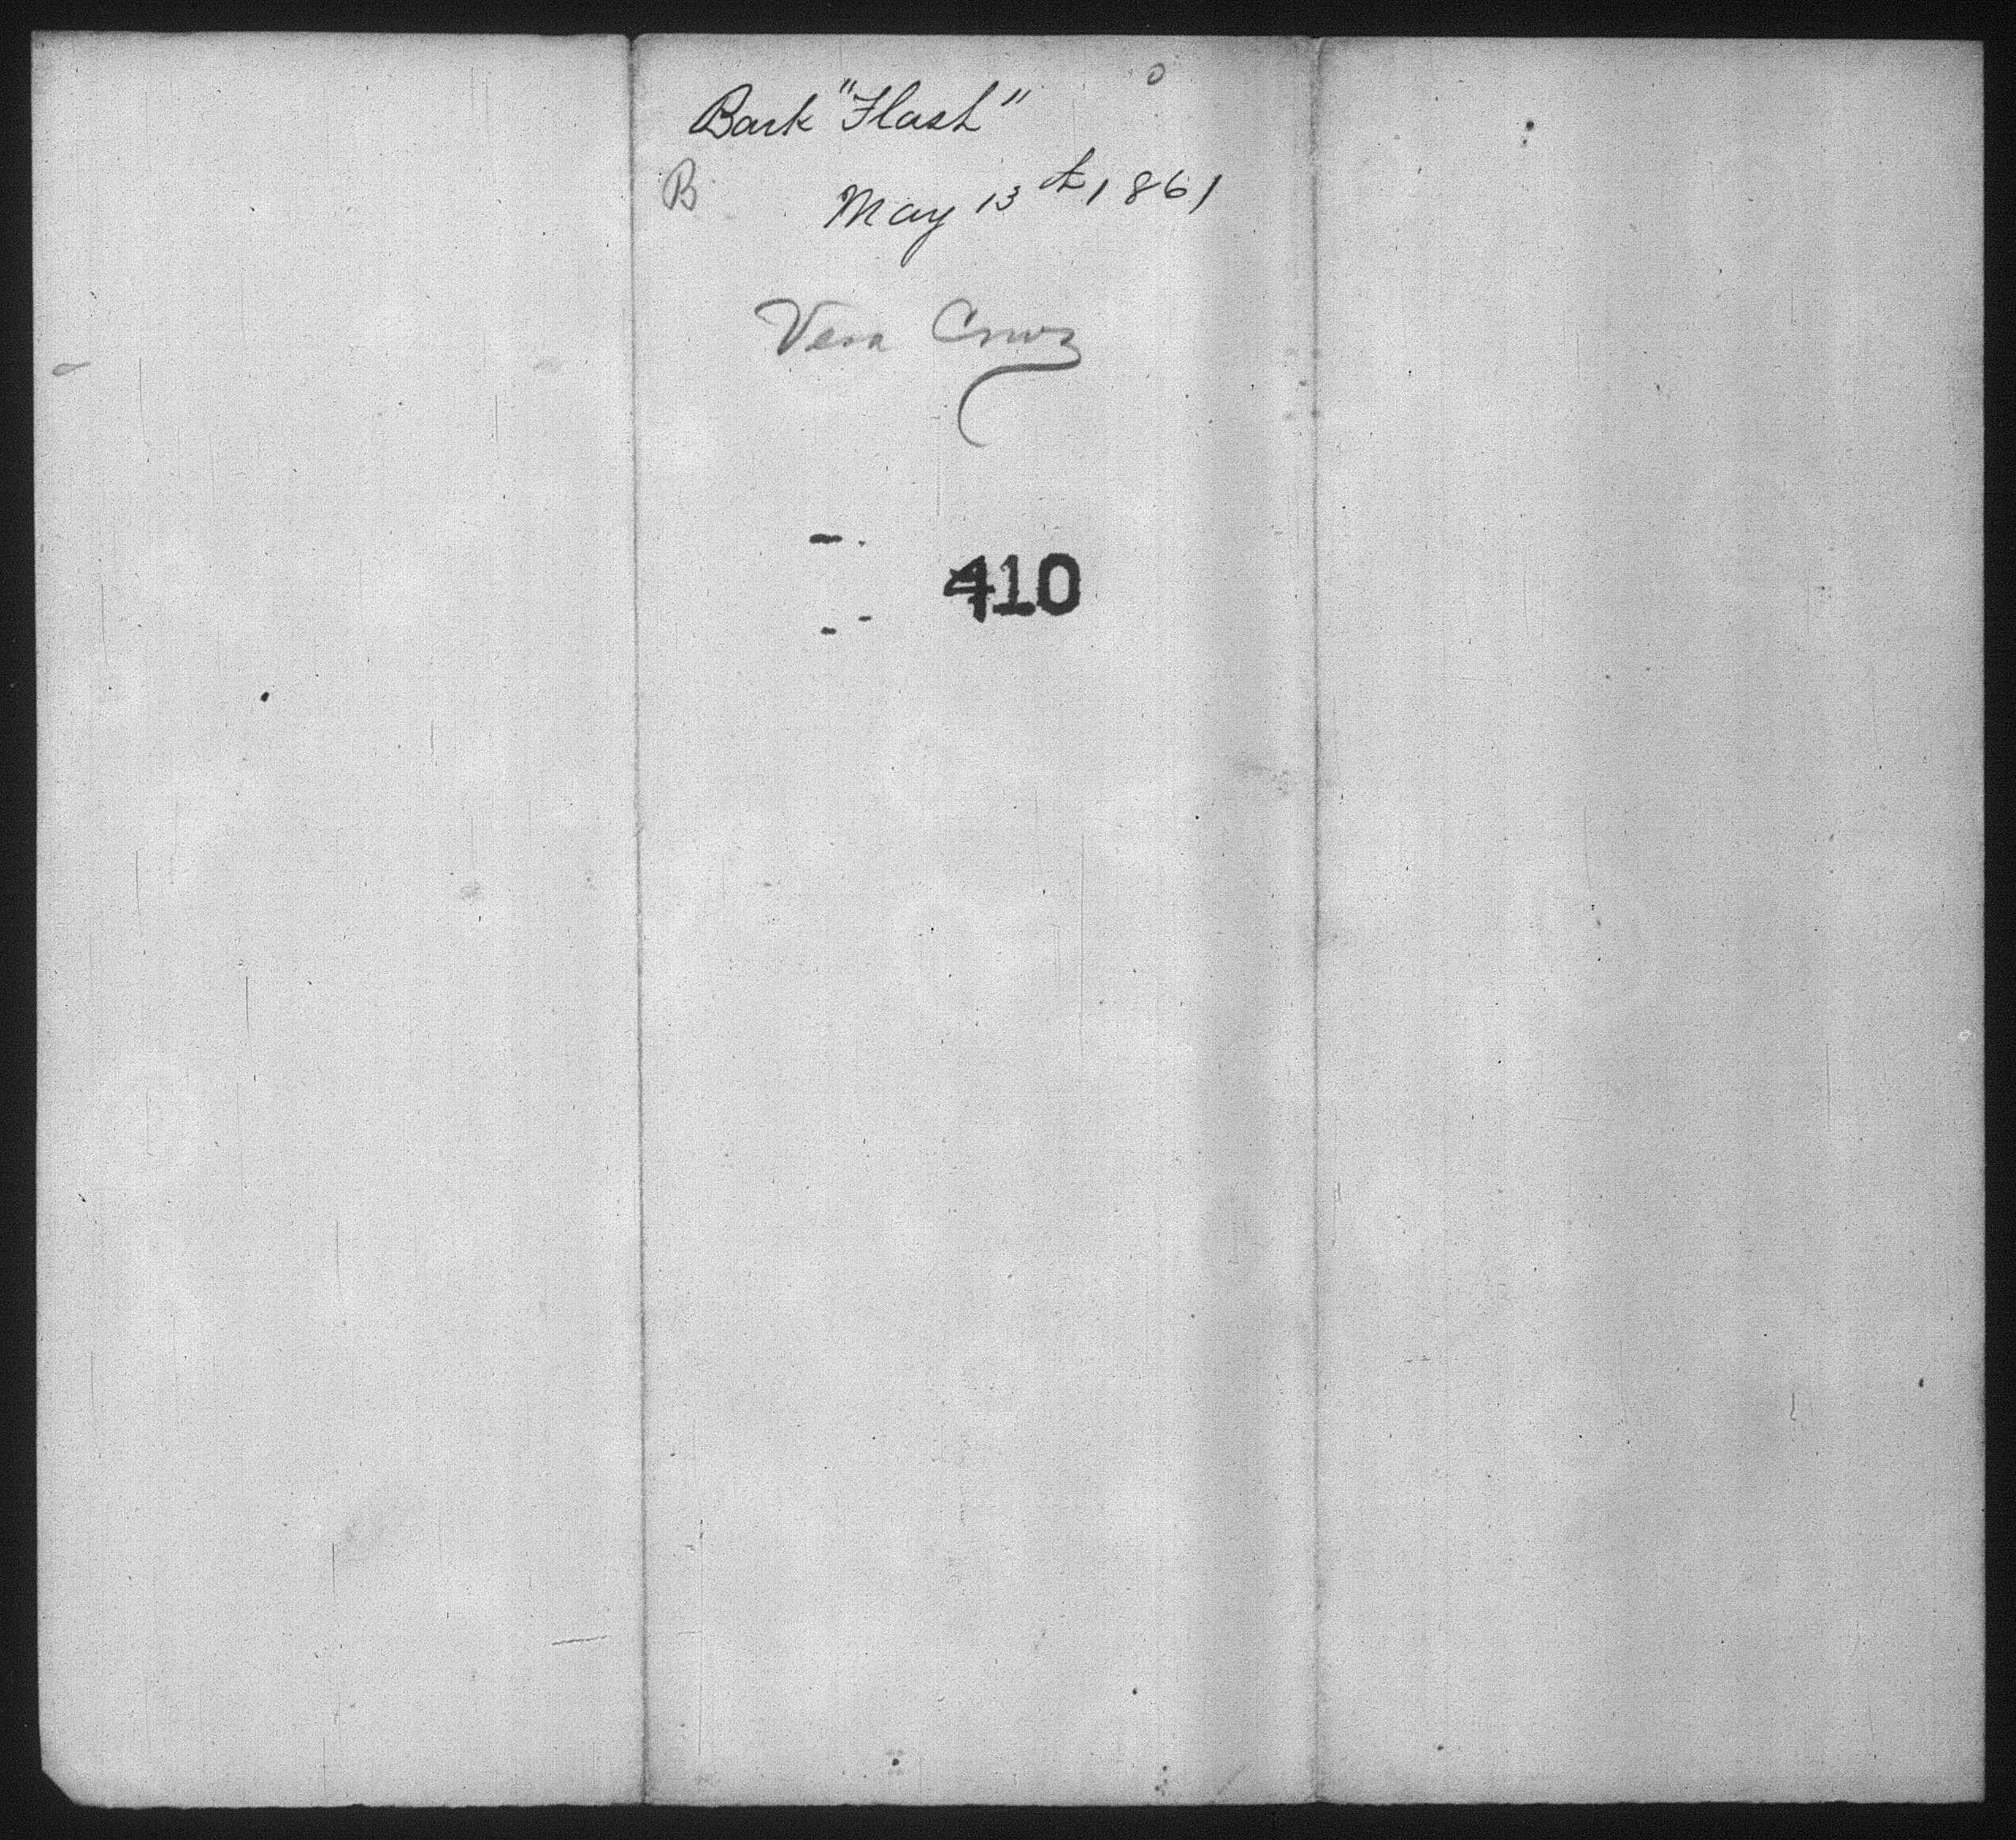 Bark "Flash"
B
May 13th 1861
Vera Cruz
410